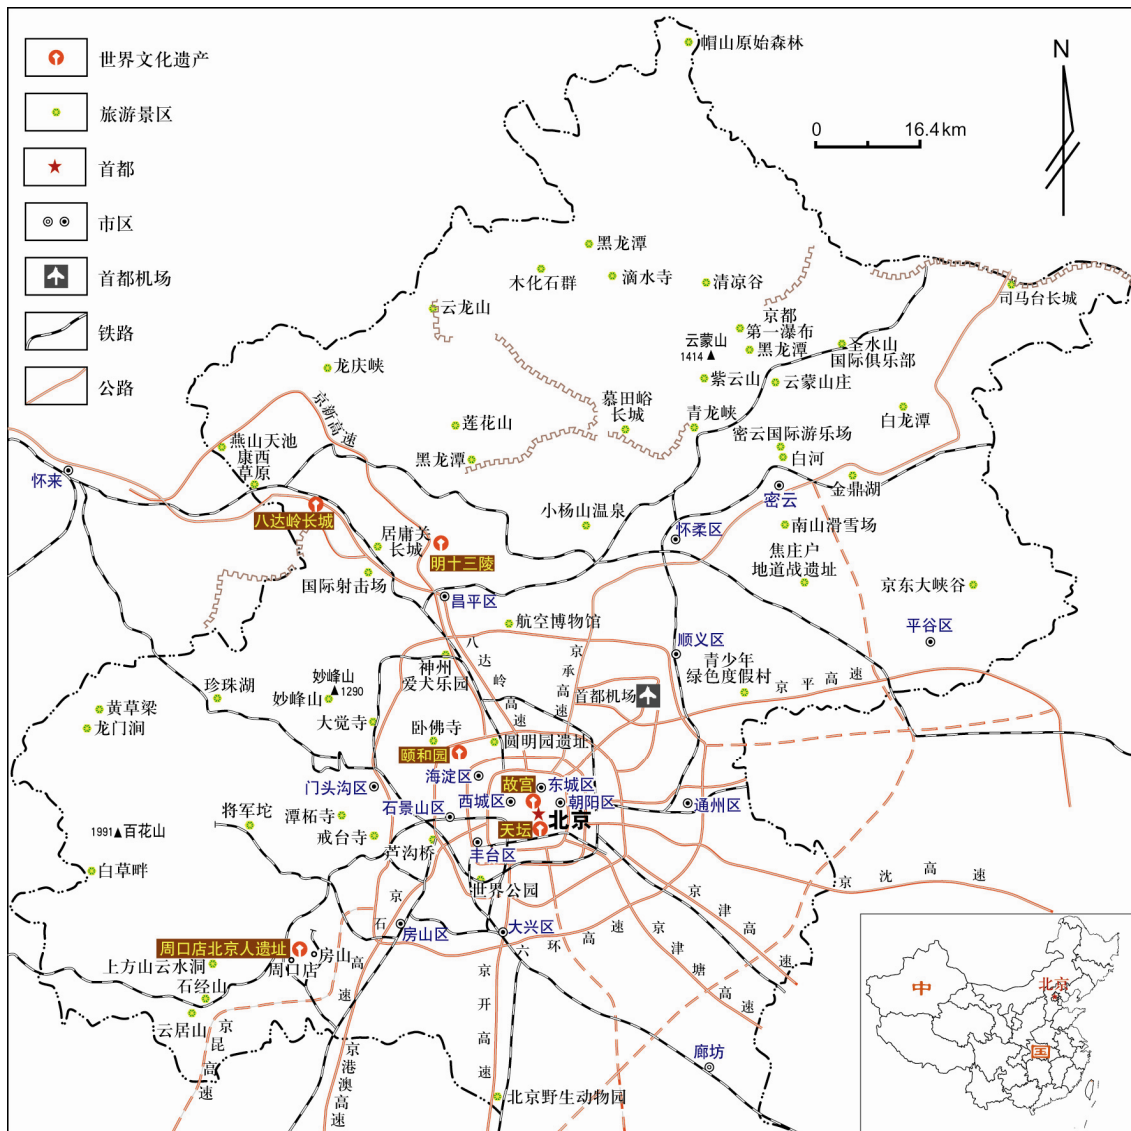 世界文化遗产
旅游景区
首都
市区
首都机场
铁路
公路
N
0
16.4km
帽山原始森林
黑龙潭
木化石群
滴水寺
清凉谷
司马台长城
云龙山
京都
第一瀑布
黑龙潭
云蒙山
1414
圣水山
国际俱乐部
龙庆峡
紫云山
云蒙山庄
京新高速
莲花山
慕田峪
长城
青龙峡
白龙潭
密云国际游乐场
白河
燕山天池
康西
草原
黑龙潭
怀来
金鼎湖
密云
八达岭长城
小杨山温泉
怀柔区
南山滑雪场
居庸关
长城
明十三陵
焦庄户
地道战遗址
国际射击场
京东大峡谷
昌平区
航空博物馆
平谷区
顺义区
八达岭高速
京承高速
神州
爱犬乐园
青少年
绿色度假村
京平高速
首都机场
珍珠湖
妙峰山
1290
妙峰山
黄草梁
龙门涧
大觉寺
卧佛寺
圆明园遗址
颐和园
海淀区
故宫
东城区
门头沟区
西城区
朝阳区
通州区
石景山区
北京
天坛
将军坨
潭柘寺
1991
百花山
戒台寺
芦沟桥
丰台区
白草畔
世界公园
京沈高速
京石高速
京津高速
京津塘高速
六环高速
房山区
大兴区
周口店北京人遗址
房山
周口店
上方山云水洞
石经山
云居山
京昆高速
京港澳高速
京开高速
廊坊
北京野生动物园
中
国
北京